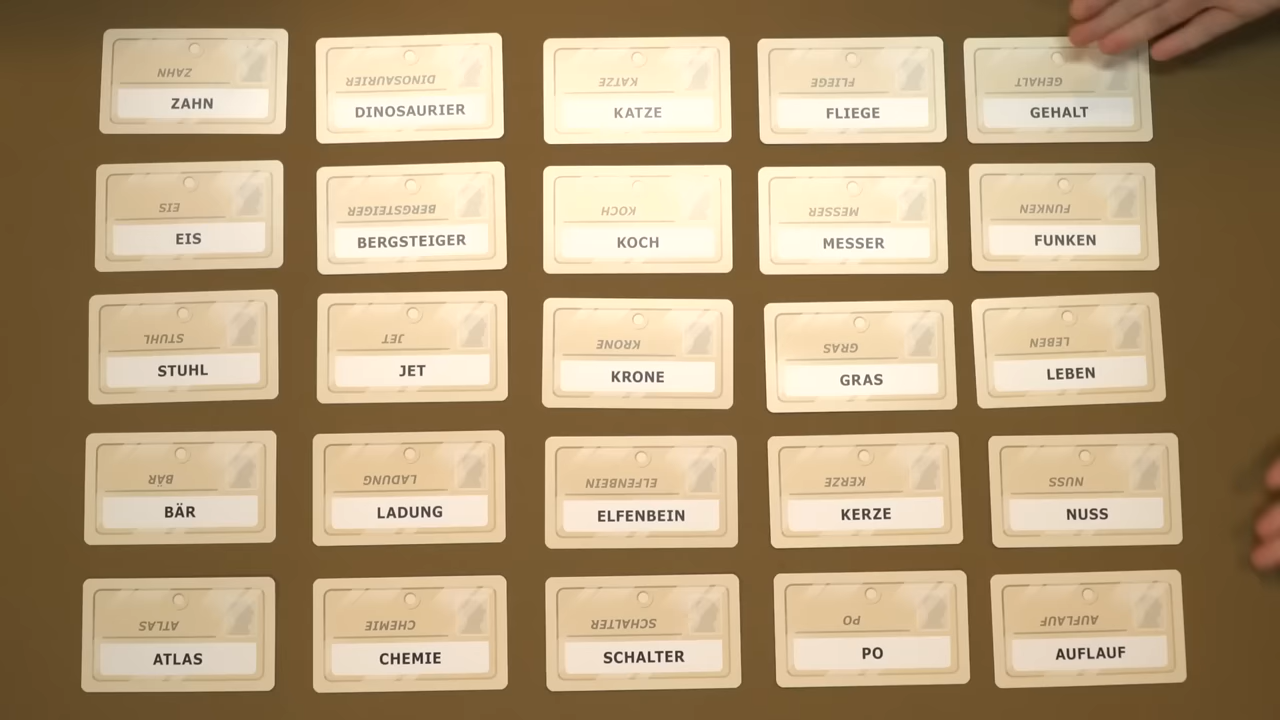 ZAHN
ZAHN
DINOSAURIER
DINOSAURIER
KATZE
KATZE
FLIEGE
FLIEGE
GEHALT
GEHALT
EIS
EIS
BERGSTEIGER
BERGSTEIGER
KOCH
KOCH
MESSER
MESSER
FUNKEN
FUNKEN
STUHL
STUHL
JET
JET
KRONE
KRONE
GRAS
GRAS
LEBEN
LEBEN
BÄR
BÄR
LADUNG
LADUNG
ELFENBEIN
ELFENBEIN
KERZE
KERZE
NUSS
NUSS
ATLAS
ATLAS
CHEMIE
CHEMIE
SCHALTER
SCHALTER
PO
PO
AUFLAUF
AUFLAUF